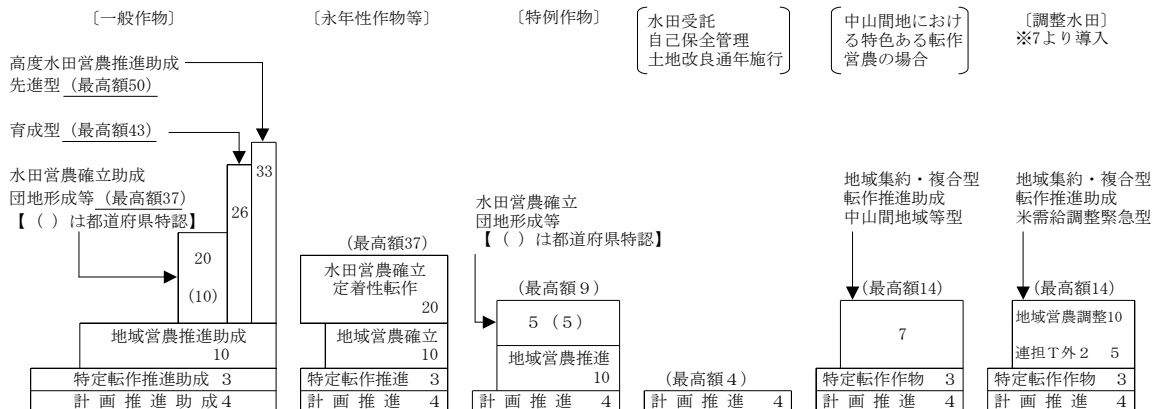 〔一般作物〕
高度水田営農推進助成
先進型（最高額50）
育成型（最高額43）
水田営農確立助成
団地形成等（最高額37）
【（ ）は都道府県特認】
33
26
20
(10)
地域営農推進助成
10
特定転作推進助成 3
計画推進助成4
〔永年性作物等〕
(最高額37)
水田営農確立
定着性転作
20
地域営農確立
10
特定転作推進 3
計画推進 4
〔特例作物〕
水田営農確立
団地形成等
【（ ）は都道府県特認】
(最高額９)
5（5）
地域営農推進
10
計画推進 4
水田受託
自己保全管理
土地改良通年施行
(最高額４)
計画推進 4
中山間地におけ
る特色ある転作
営農の場合
地域集約・複合型
転作推進助成
中山間地域等型
(最高額14)
7
特定転作作物 3
計画推進 4
〔調整水田〕
※7より導入
地域集約・複合型
転作推進助成
米需給調整緊急型
(最高額14)
地域営農調整10
連担Ｔ外２ 5
特定転作作物 3
計画推進 4